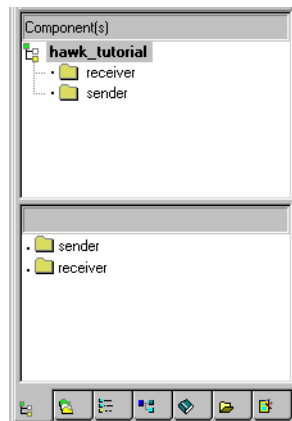 Component(s)
hawk_tutorial
receiver
sender
sender
receiver